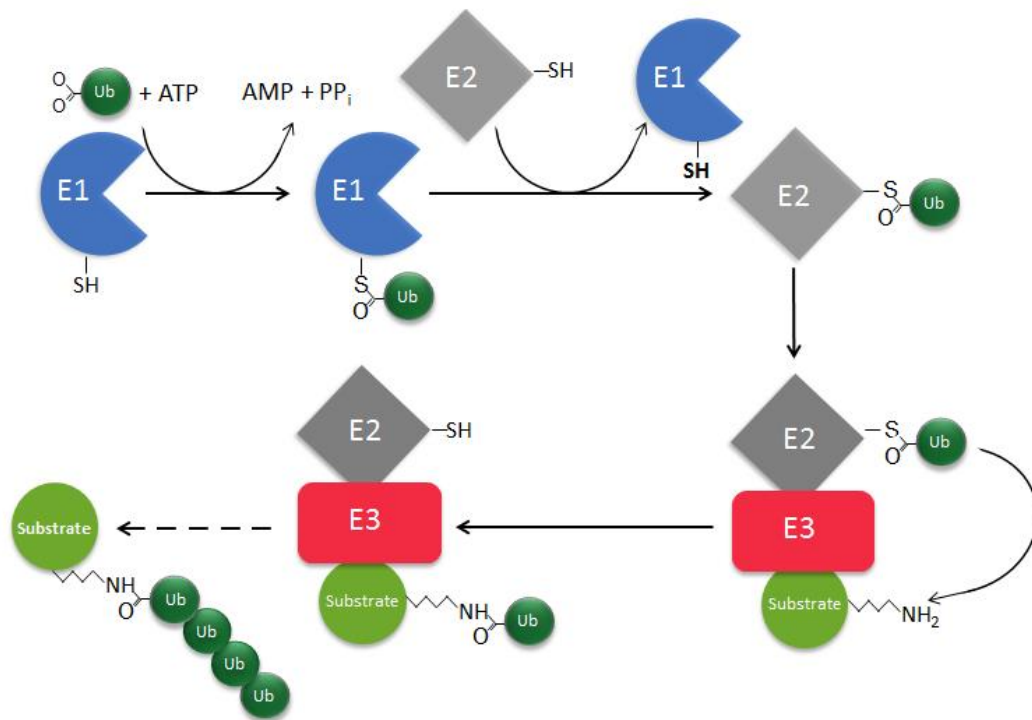 O
O
Ub
+ ATP
AMP + PPi
E2
–SH
E1
SH
E1
SH
E1
S
O
Ub
E2
S
O
Ub
E2
–SH
E3
Substrate
NH
O
Ub
E2
S
O
Ub
E3
Substrate
NH2
Substrate
NH
O
Ub
Ub
Ub
Ub